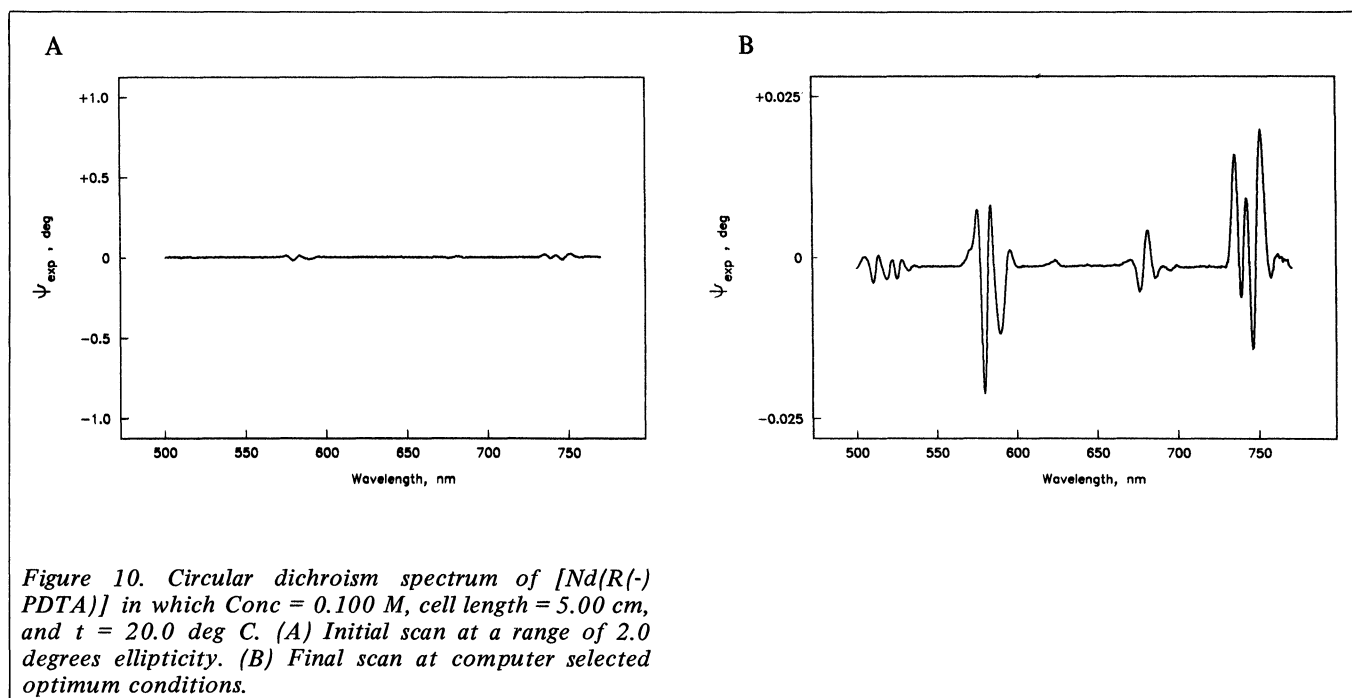 A
+1.0
+0.5
0
−0.5
−1.0
Ψexp , deg
500 550 600 650 700 750
Wavelength, nm
B
+0.025
0
−0.025
Ψexp , deg
500 550 600 650 700 750
Wavelength, nm
Figure 10. Circular dichroism spectrum of [Nd(R(-)
PDTA)] in which Conc = 0.100 M, cell length = 5.00 cm,
and t = 20.0 deg C. (A) Initial scan at a range of 2.0
degrees ellipticity. (B) Final scan at computer selected
optimum conditions.